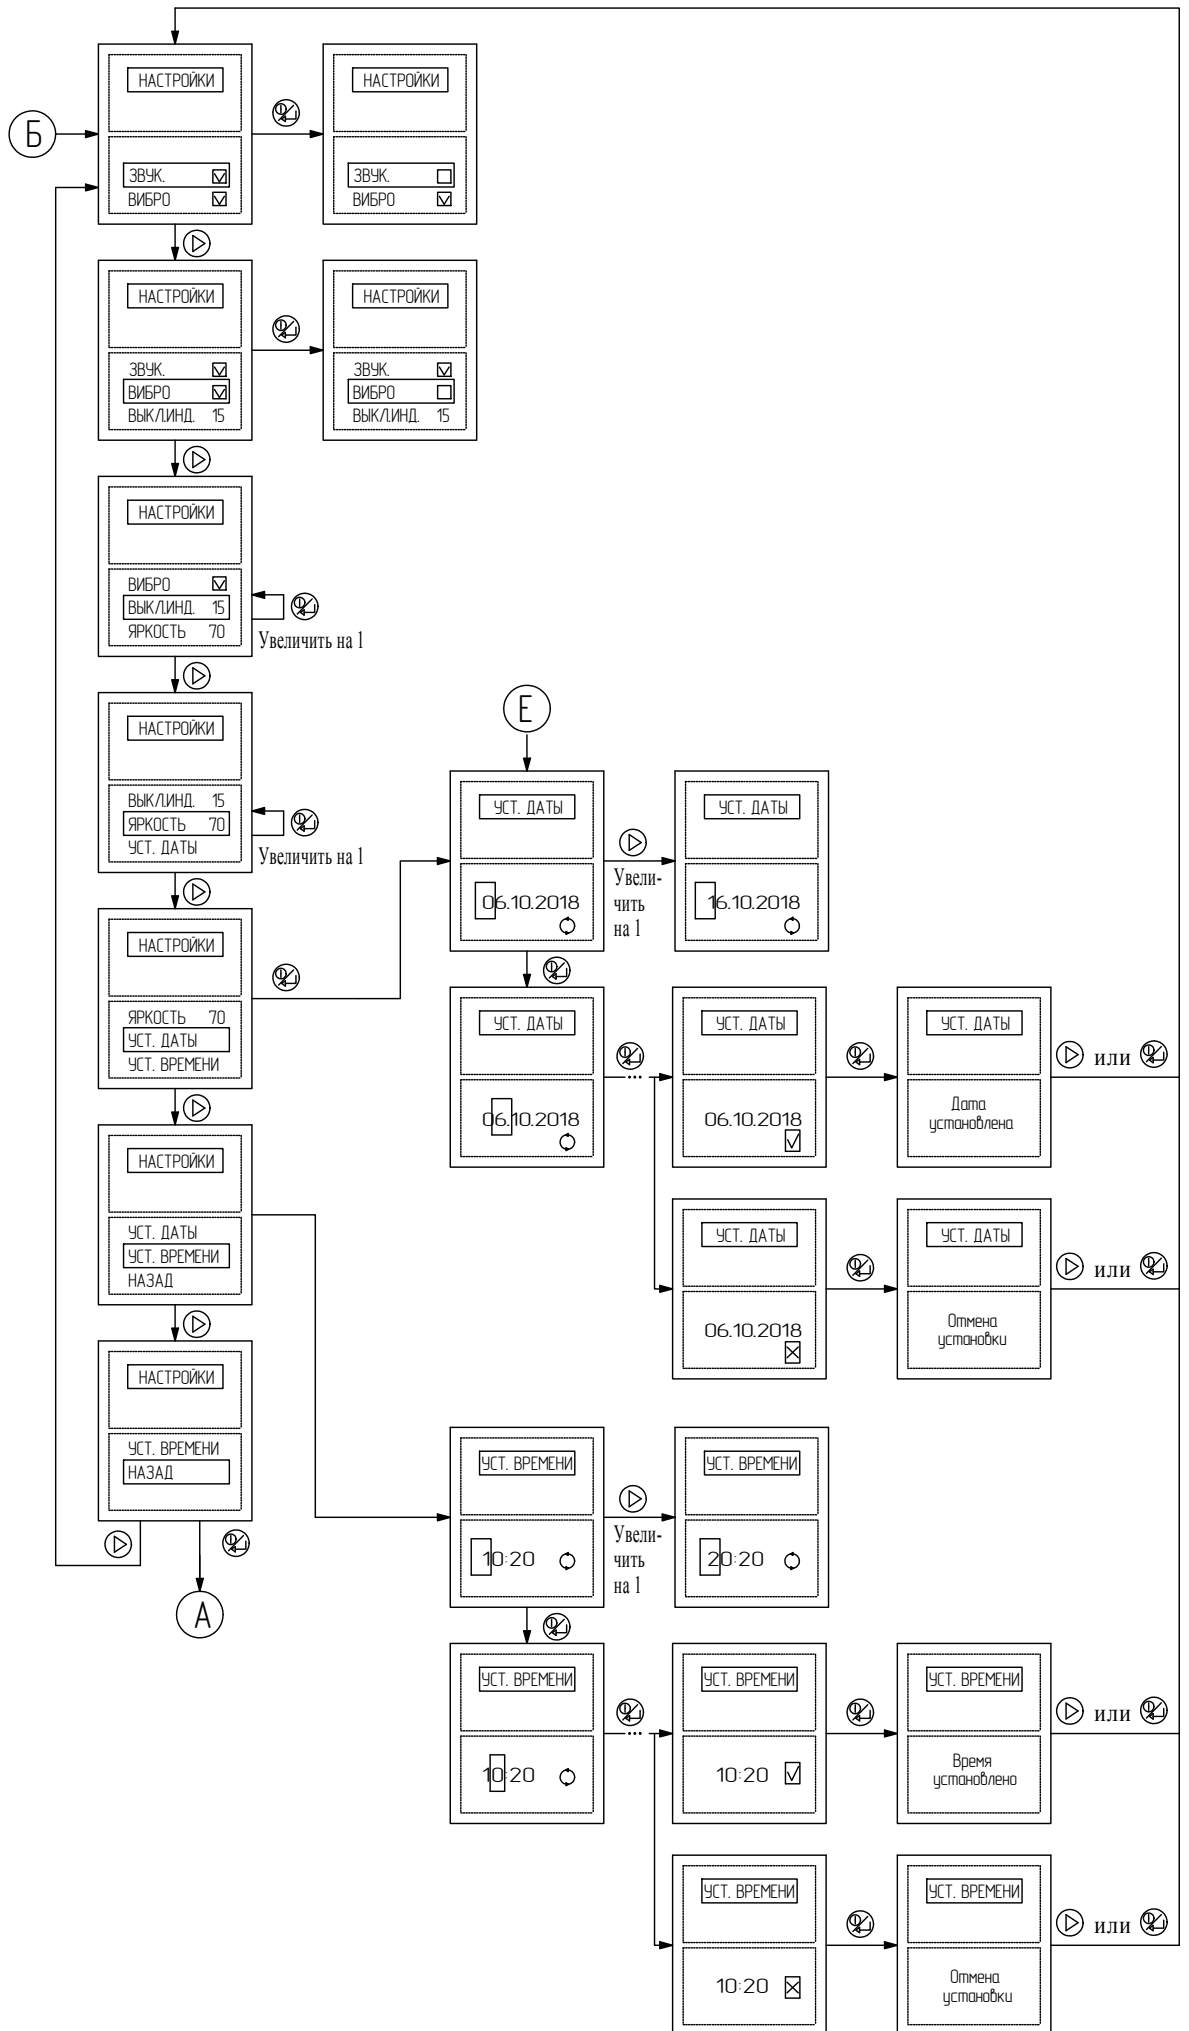 НАСТРОЙКИ
ЗВУК.
ВИБРО
НАСТРОЙКИ
ЗВУК.
ВИБРО
Б
НАСТРОЙКИ
ЗВУК.
ВИБРО
ВЫКЛ.ИНД. 15
НАСТРОЙКИ
ЗВУК.
ВИБРО
ВЫКЛ.ИНД. 15
НАСТРОЙКИ
ВИБРО
ВЫКЛ.ИНД. 15
ЯРКОСТЬ 70
Увеличить на 1
НАСТРОЙКИ
ВЫКЛ.ИНД. 15
ЯРКОСТЬ 70
УСТ. ДАТЫ
Увеличить на 1
Е
УСТ. ДАТЫ
06.10.2018
Увели-
чить
на 1
УСТ. ДАТЫ
16.10.2018
НАСТРОЙКИ
ЯРКОСТЬ 70
УСТ. ДАТЫ
УСТ. ВРЕМЕНИ
УСТ. ДАТЫ
06.10.2018
...
УСТ. ДАТЫ
06.10.2018
УСТ. ДАТЫ
Дата
установлена
или
НАСТРОЙКИ
УСТ. ДАТЫ
УСТ. ВРЕМЕНИ
НАЗАД
УСТ. ДАТЫ
06.10.2018
УСТ. ДАТЫ
Отмена
установки
или
НАСТРОЙКИ
УСТ. ВРЕМЕНИ
НАЗАД
А
УСТ. ВРЕМЕНИ
10:20
Увели-
чить
на 1
УСТ. ВРЕМЕНИ
20:20
УСТ. ВРЕМЕНИ
10:20
...
УСТ. ВРЕМЕНИ
10:20
УСТ. ВРЕМЕНИ
Время
установлено
или
УСТ. ВРЕМЕНИ
10:20
УСТ. ВРЕМЕНИ
Отмена
установки
или